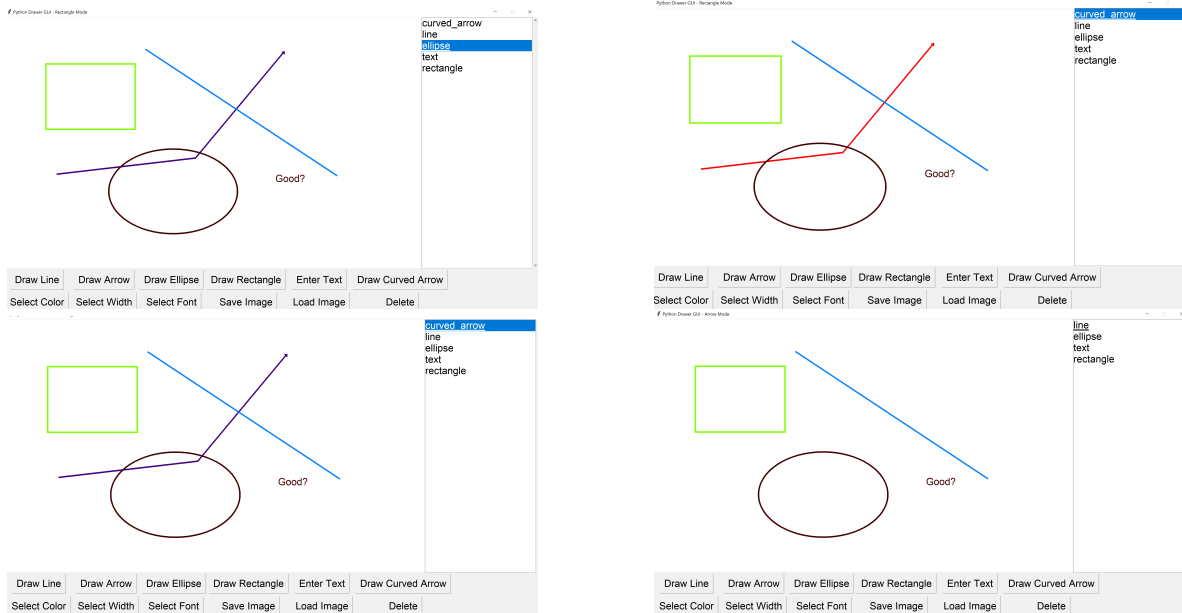 Python Drawer GUI - Rectangle Mode
curved_arrow
line
ellipse
text
rectangle
Good?
Draw Line Draw Arrow Draw Ellipse Draw Rectangle Enter Text Draw Curved Arrow
Select Color Select Width Select Font Save Image Load Image Delete
Python Drawer GUI - Rectangle Mode
curved_arrow
line
ellipse
text
rectangle
Good?
Draw Line Draw Arrow Draw Ellipse Draw Rectangle Enter Text Draw Curved Arrow
Select Color Select Width Select Font Save Image Load Image Delete
curved_arrow
line
ellipse
text
rectangle
Good?
Draw Line Draw Arrow Draw Ellipse Draw Rectangle Enter Text Draw Curved Arrow
Select Color Select Width Select Font Save Image Load Image Delete
Python Drawer GUI - Arrow Mode
line
ellipse
text
rectangle
Good?
Draw Line Draw Arrow Draw Ellipse Draw Rectangle Enter Text Draw Curved Arrow
Select Color Select Width Select Font Save Image Load Image Delete